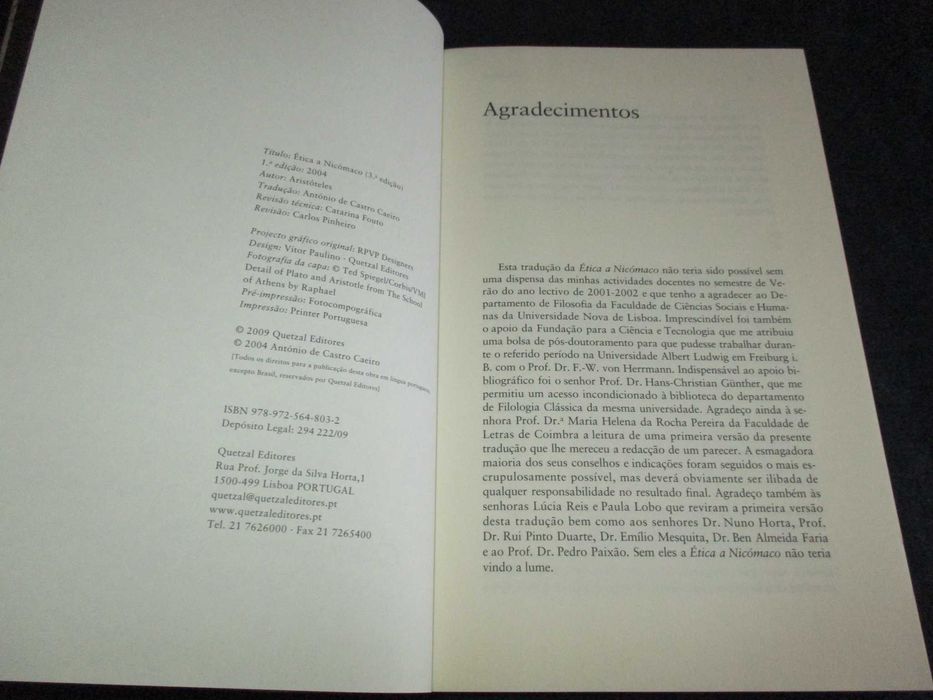 Título: Ética a Nicómaco (3.ª edição)
1.ª edição: 2004
Autor: Aristóteles
Tradução: António de Castro Caeiro
Revisão técnica: Catarina Fouto
Revisão: Carlos Pinheiro
Projecto gráfico original: RPVP Designers
Design: Vitor Paulino · Quetzal Editores
Fotografia da capa: © Ted Spiegel/Corbis/VMI
Detail of Plato and Aristotle from The School
of Athens by Raphael
Pré-impressão: Fotocompográfica
Impressão: Printer Portuguesa
© 2009 Quetzal Editores
© 2004 António de Castro Caeiro
[Todos os direitos para a publicação desta obra em língua portuguesa,
excepto Brasil, reservados por Quetzal Editores]
ISBN 978-972-564-803-2
Depósito Legal: 294 222/09
Quetzal Editores
Rua Prof. Jorge da Silva Horta,1
1500-499 Lisboa PORTUGAL
quetzal@quetzaleditores.pt
www.quetzaleditores.pt
Tel. 21 7626000 · Fax 21 7265400
Agradecimentos
Esta tradução da Ética a Nicómaco não teria sido possível sem
uma dispensa das minhas actividades docentes no semestre de Ve-
rão do ano lectivo de 2001-2002 e que tenho a agradecer ao De-
partamento de Filosofia da Faculdade de Ciências Sociais e Huma-
nas da Universidade Nova de Lisboa. Imprescindível foi também
o apoio da Fundação para a Ciência e Tecnologia que me atribuiu
uma bolsa de pós-doutoramento para que pudesse trabalhar duran-
te o referido período na Universidade Albert Ludwig em Freiburg i.
B. com o Prof. Dr. F.-W. von Herrmann. Indispensável ao apoio bi-
bliográfico foi o senhor Prof. Dr. Hans-Christian Günther, que me
permitiu um acesso incondicionado à biblioteca do departamento
de Filologia Clássica da mesma universidade. Agradeço ainda à se-
nhora Prof. Dr.ª Maria Helena da Rocha Pereira da Faculdade de
Letras de Coimbra a leitura de uma primeira versão da presente
tradução que lhe mereceu a redacção de um parecer. A esmagadora
maioria dos seus conselhos e indicações foram seguidos o mais es-
crupulosamente possível, mas deverá obviamente ser ilibada de
qualquer responsabilidade no resultado final. Agradeço também às
senhoras Lúcia Reis e Paula Lobo que reviram a primeira versão
desta tradução bem como aos senhores Dr. Nuno Horta, Prof.
Dr. Rui Pinto Duarte, Dr. Emílio Mesquita, Dr. Ben Almeida Faria
e ao Prof. Dr. Pedro Paixão. Sem eles a Ética a Nicómaco não teria
vindo a lume.